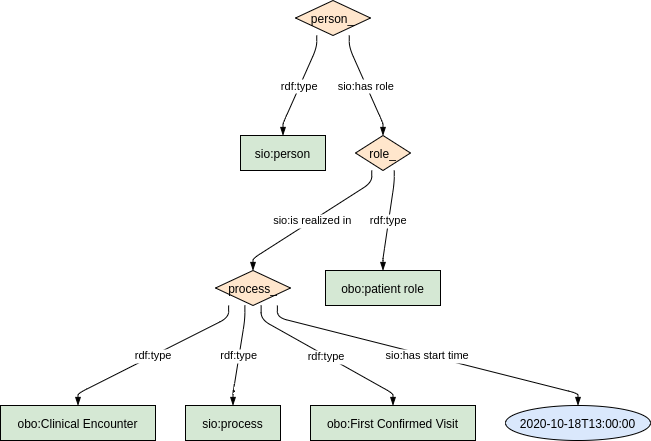 person_
rdf:type
sio:has role
sio:person
role_
sio:is realized in
rdf:type
process_
obo:patient role
rdf:type
rdf:type
rdf:type
sio:has start time
obo:Clinical Encounter
sio:process
obo:First Confirmed Visit
2020-10-18T13:00:00